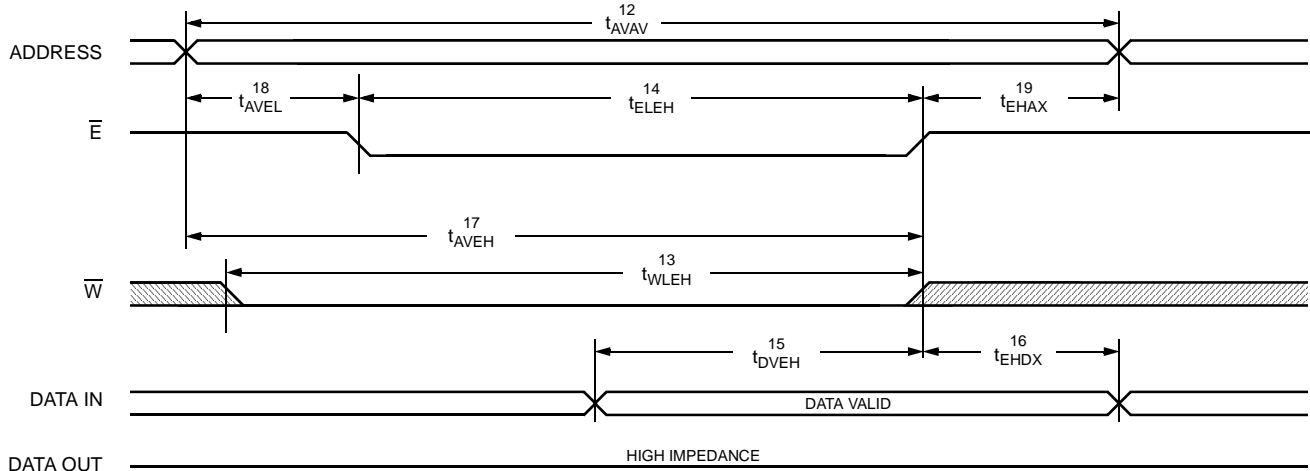 12
tAVAV
ADDRESS
18
tAVEL
14
tELEH
19
tEHAX
E
17
tAVEH
13
tWLEH
W
15
tDVEH
16
tEHDX
DATA IN
DATA VALID
DATA OUT
HIGH IMPEDANCE